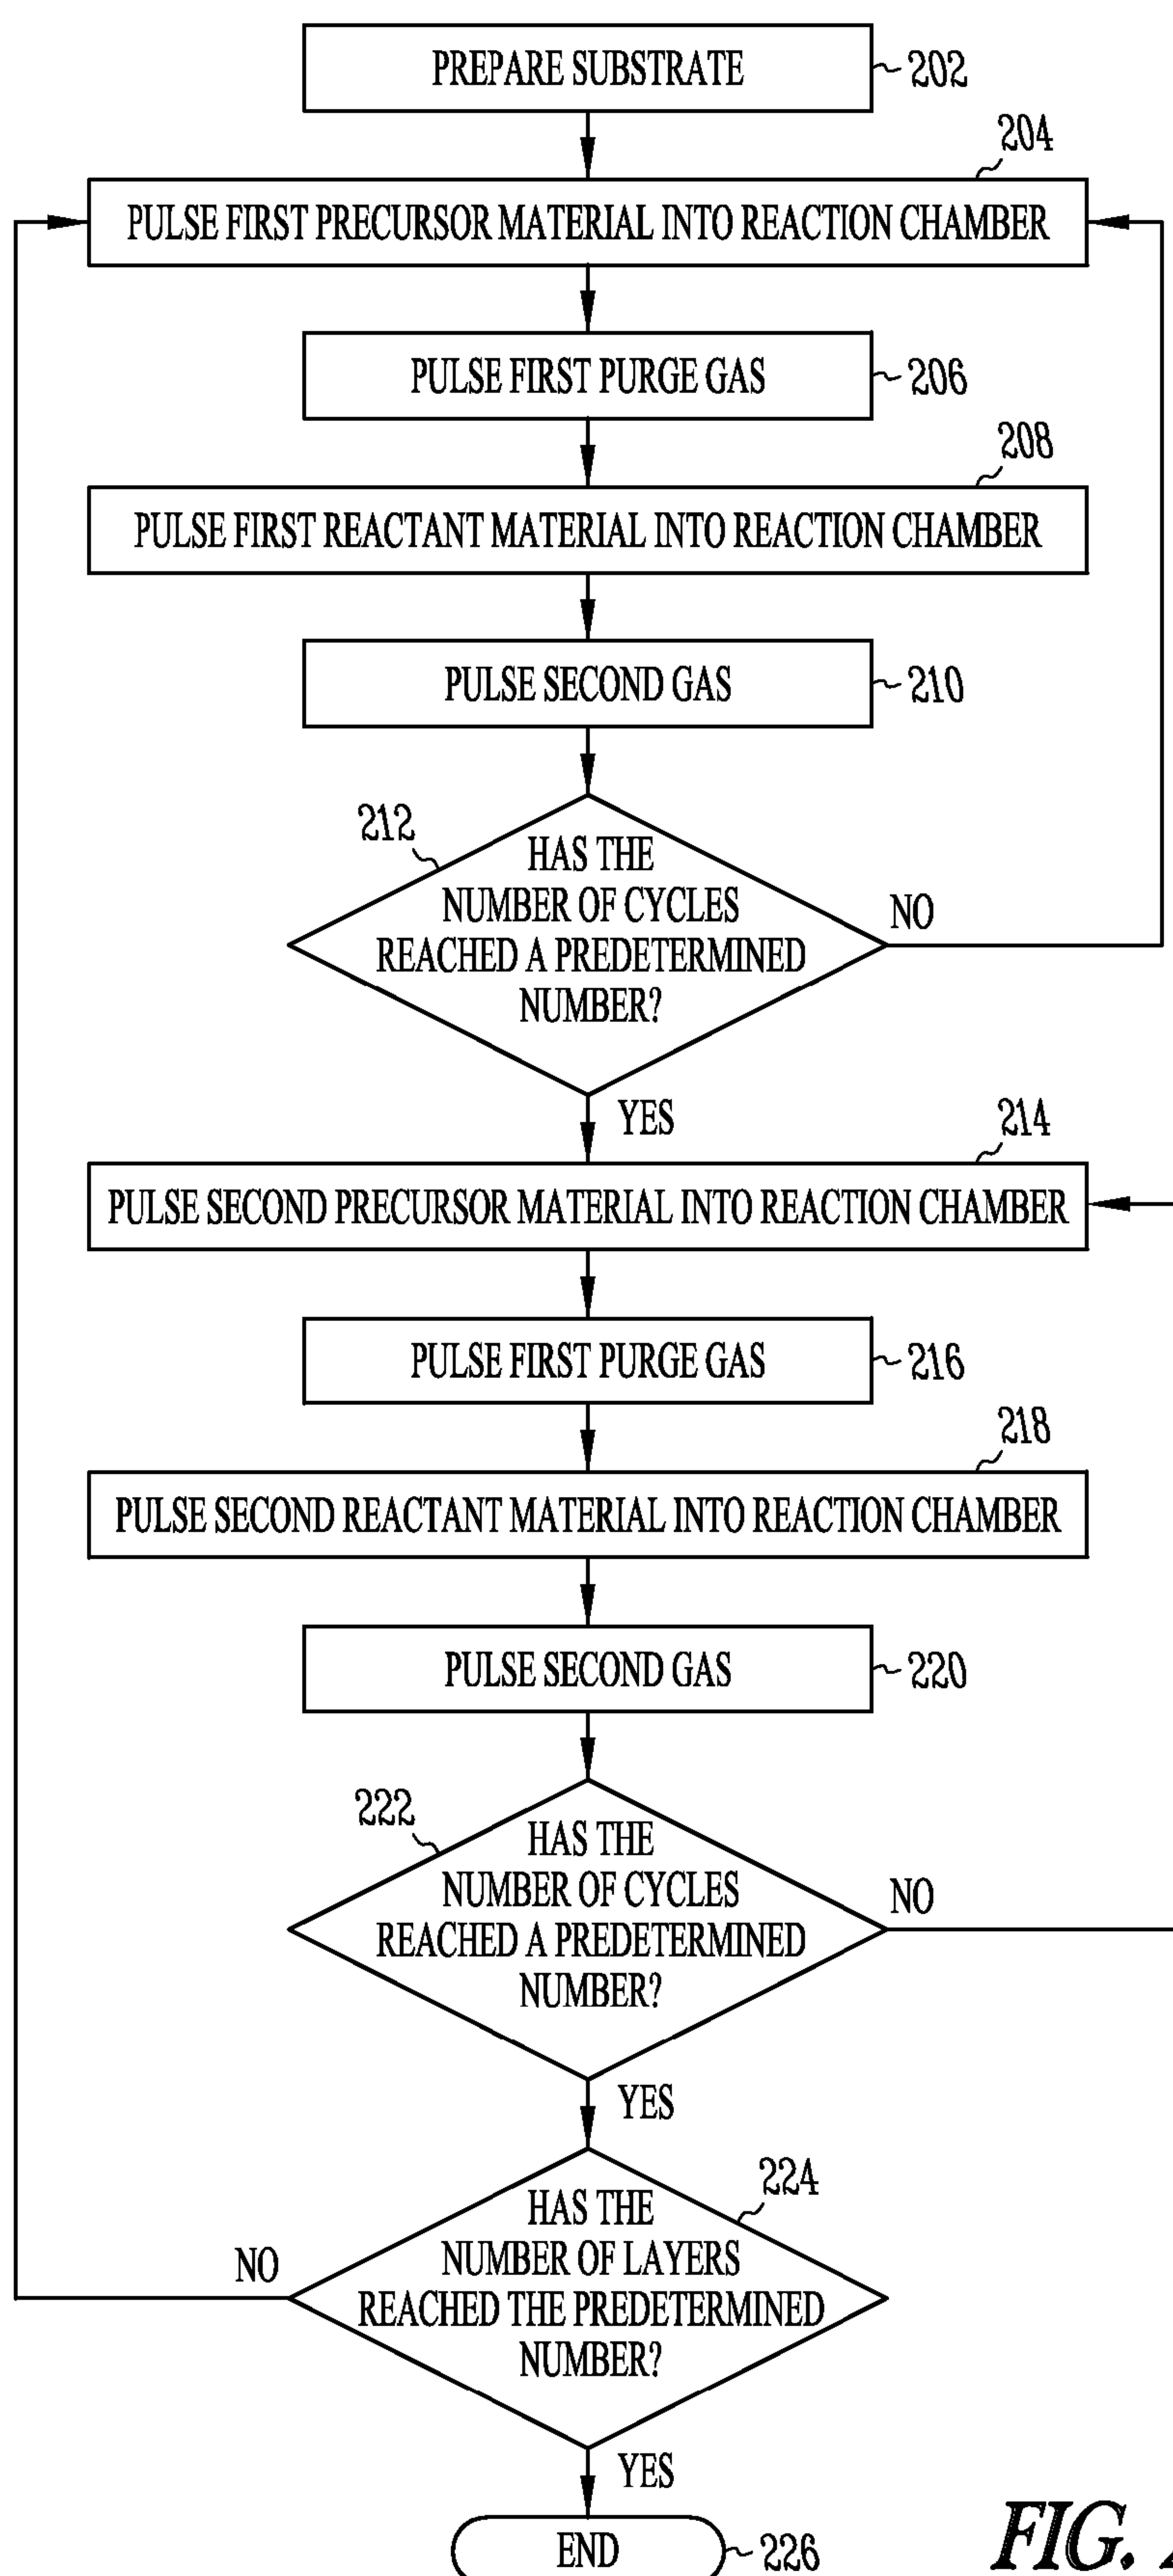 PREPARE SUBSTRATE
202
204
PULSE FIRST PRECURSOR MATERIAL INTO REACTION CHAMBER
PULSE FIRST PURGE GAS
206
208
PULSE FIRST REACTANT MATERIAL INTO REACTION CHAMBER
PULSE SECOND GAS
210
212
HAS THE
NUMBER OF CYCLES
REACHED A PREDETERMINED
NUMBER?
NO
YES
214
PULSE SECOND PRECURSOR MATERIAL INTO REACTION CHAMBER
PULSE FIRST PURGE GAS
216
218
PULSE SECOND REACTANT MATERIAL INTO REACTION CHAMBER
PULSE SECOND GAS
220
222
HAS THE
NUMBER OF CYCLES
REACHED A PREDETERMINED
NUMBER?
NO
YES
224
HAS THE
NUMBER OF LAYERS
REACHED THE PREDETERMINED
NUMBER?
NO
YES
END
226
FIG.